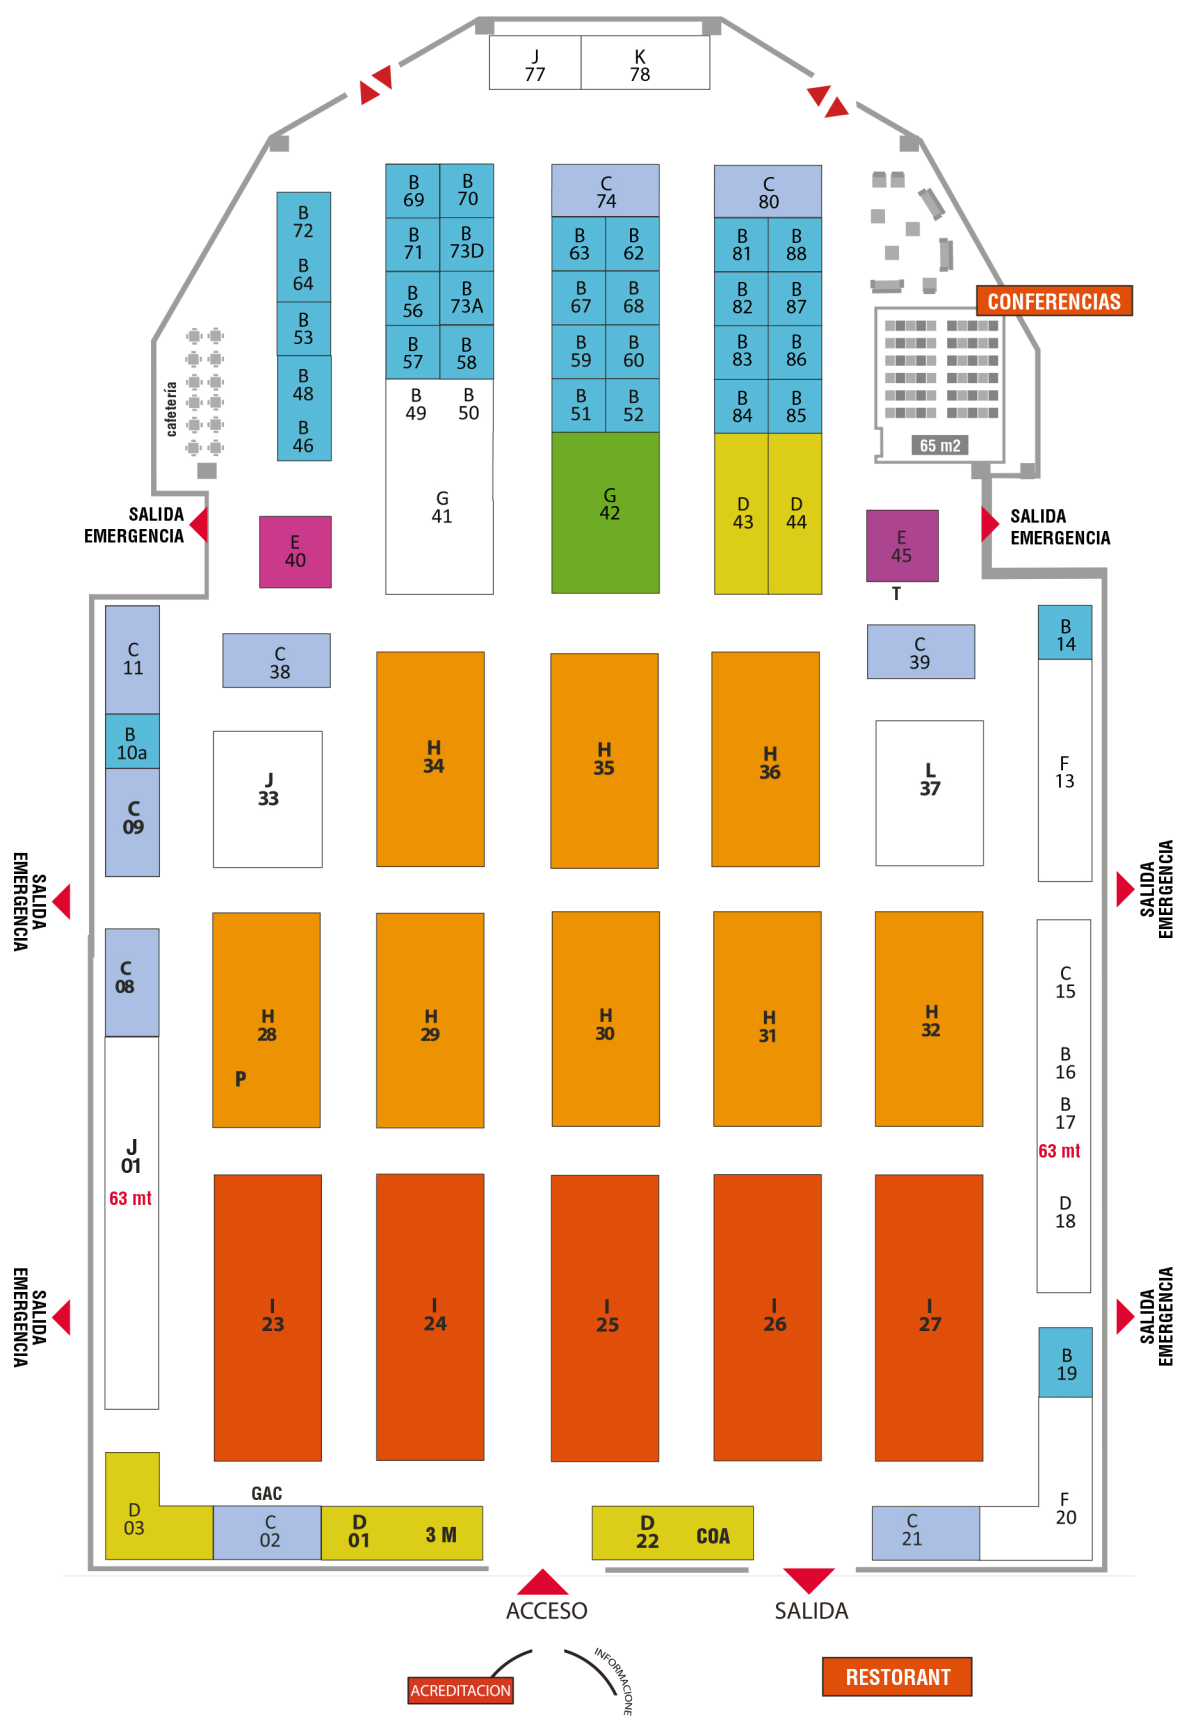 J
77
K
78
B
69
B
70
C
74
C
80
B
72
B
71
B
73D
B
63
B
62
B
81
B
88
B
64
B
56
B
73A
B
67
B
68
B
82
B
87
CONFERENCIAS
B
53
B
57
B
58
B
59
B
60
B
83
B
86
cafetería
B
48
B
49
B
50
B
51
B
52
B
84
B
85
B
46
65 m2
SALIDA
EMERGENCIA
G
41
G
42
D
43
D
44
SALIDA
EMERGENCIA
E
40
E
45
T
C
11
C
38
C
39
B
14
B
10a
J
33
H
34
H
35
H
36
L
37
F
13
C
09
SALIDA
EMERGENCIA
SALIDA
EMERGENCIA
C
08
H
28
P
H
29
H
30
H
31
H
32
C
15
B
16
B
17
63 mt
J
01
63 mt
D
18
SALIDA
EMERGENCIA
I
23
I
24
I
25
I
26
I
27
SALIDA
EMERGENCIA
B
19
D
03
GAC
C
02
D
01
3 M
D
22
COA
C
21
F
20
ACCESO
SALIDA
ACREDITACION
INFORMACIONE
RESTORANT